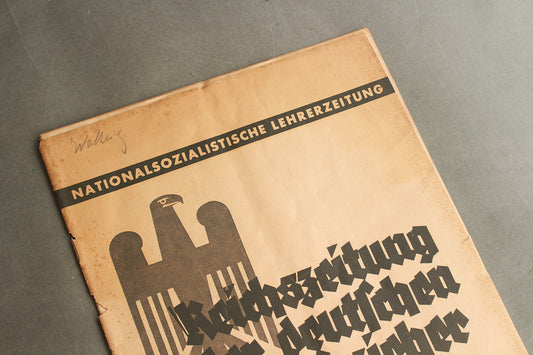 NATIONALSOZIALISTISCHE LEHRERZEITUNG
Reichszeitung
deutschen